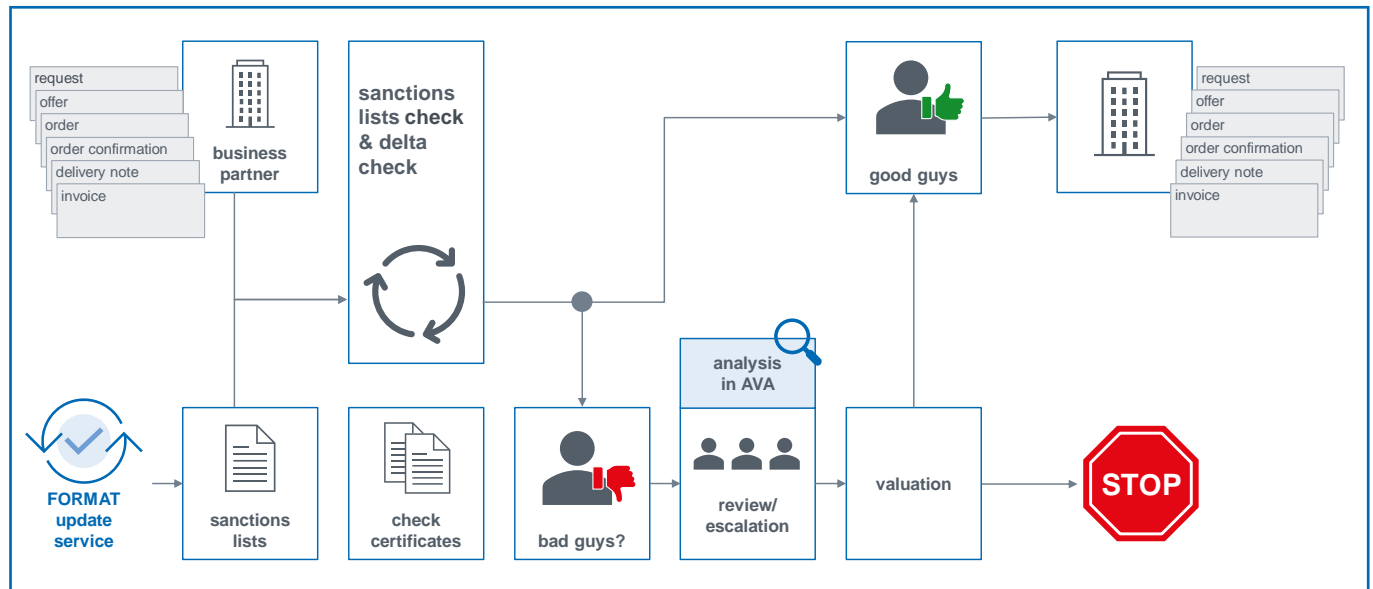 request
offer
order
order confirmation
delivery note
invoice
business
partner
sanctions
lists check
& delta
check
good guys
request
offer
order
order confirmation
delivery note
invoice
FORMAT
update
service
sanctions
lists
check
certificates
bad guys?
analysis
in AVA
review/
escalation
valuation
STOP